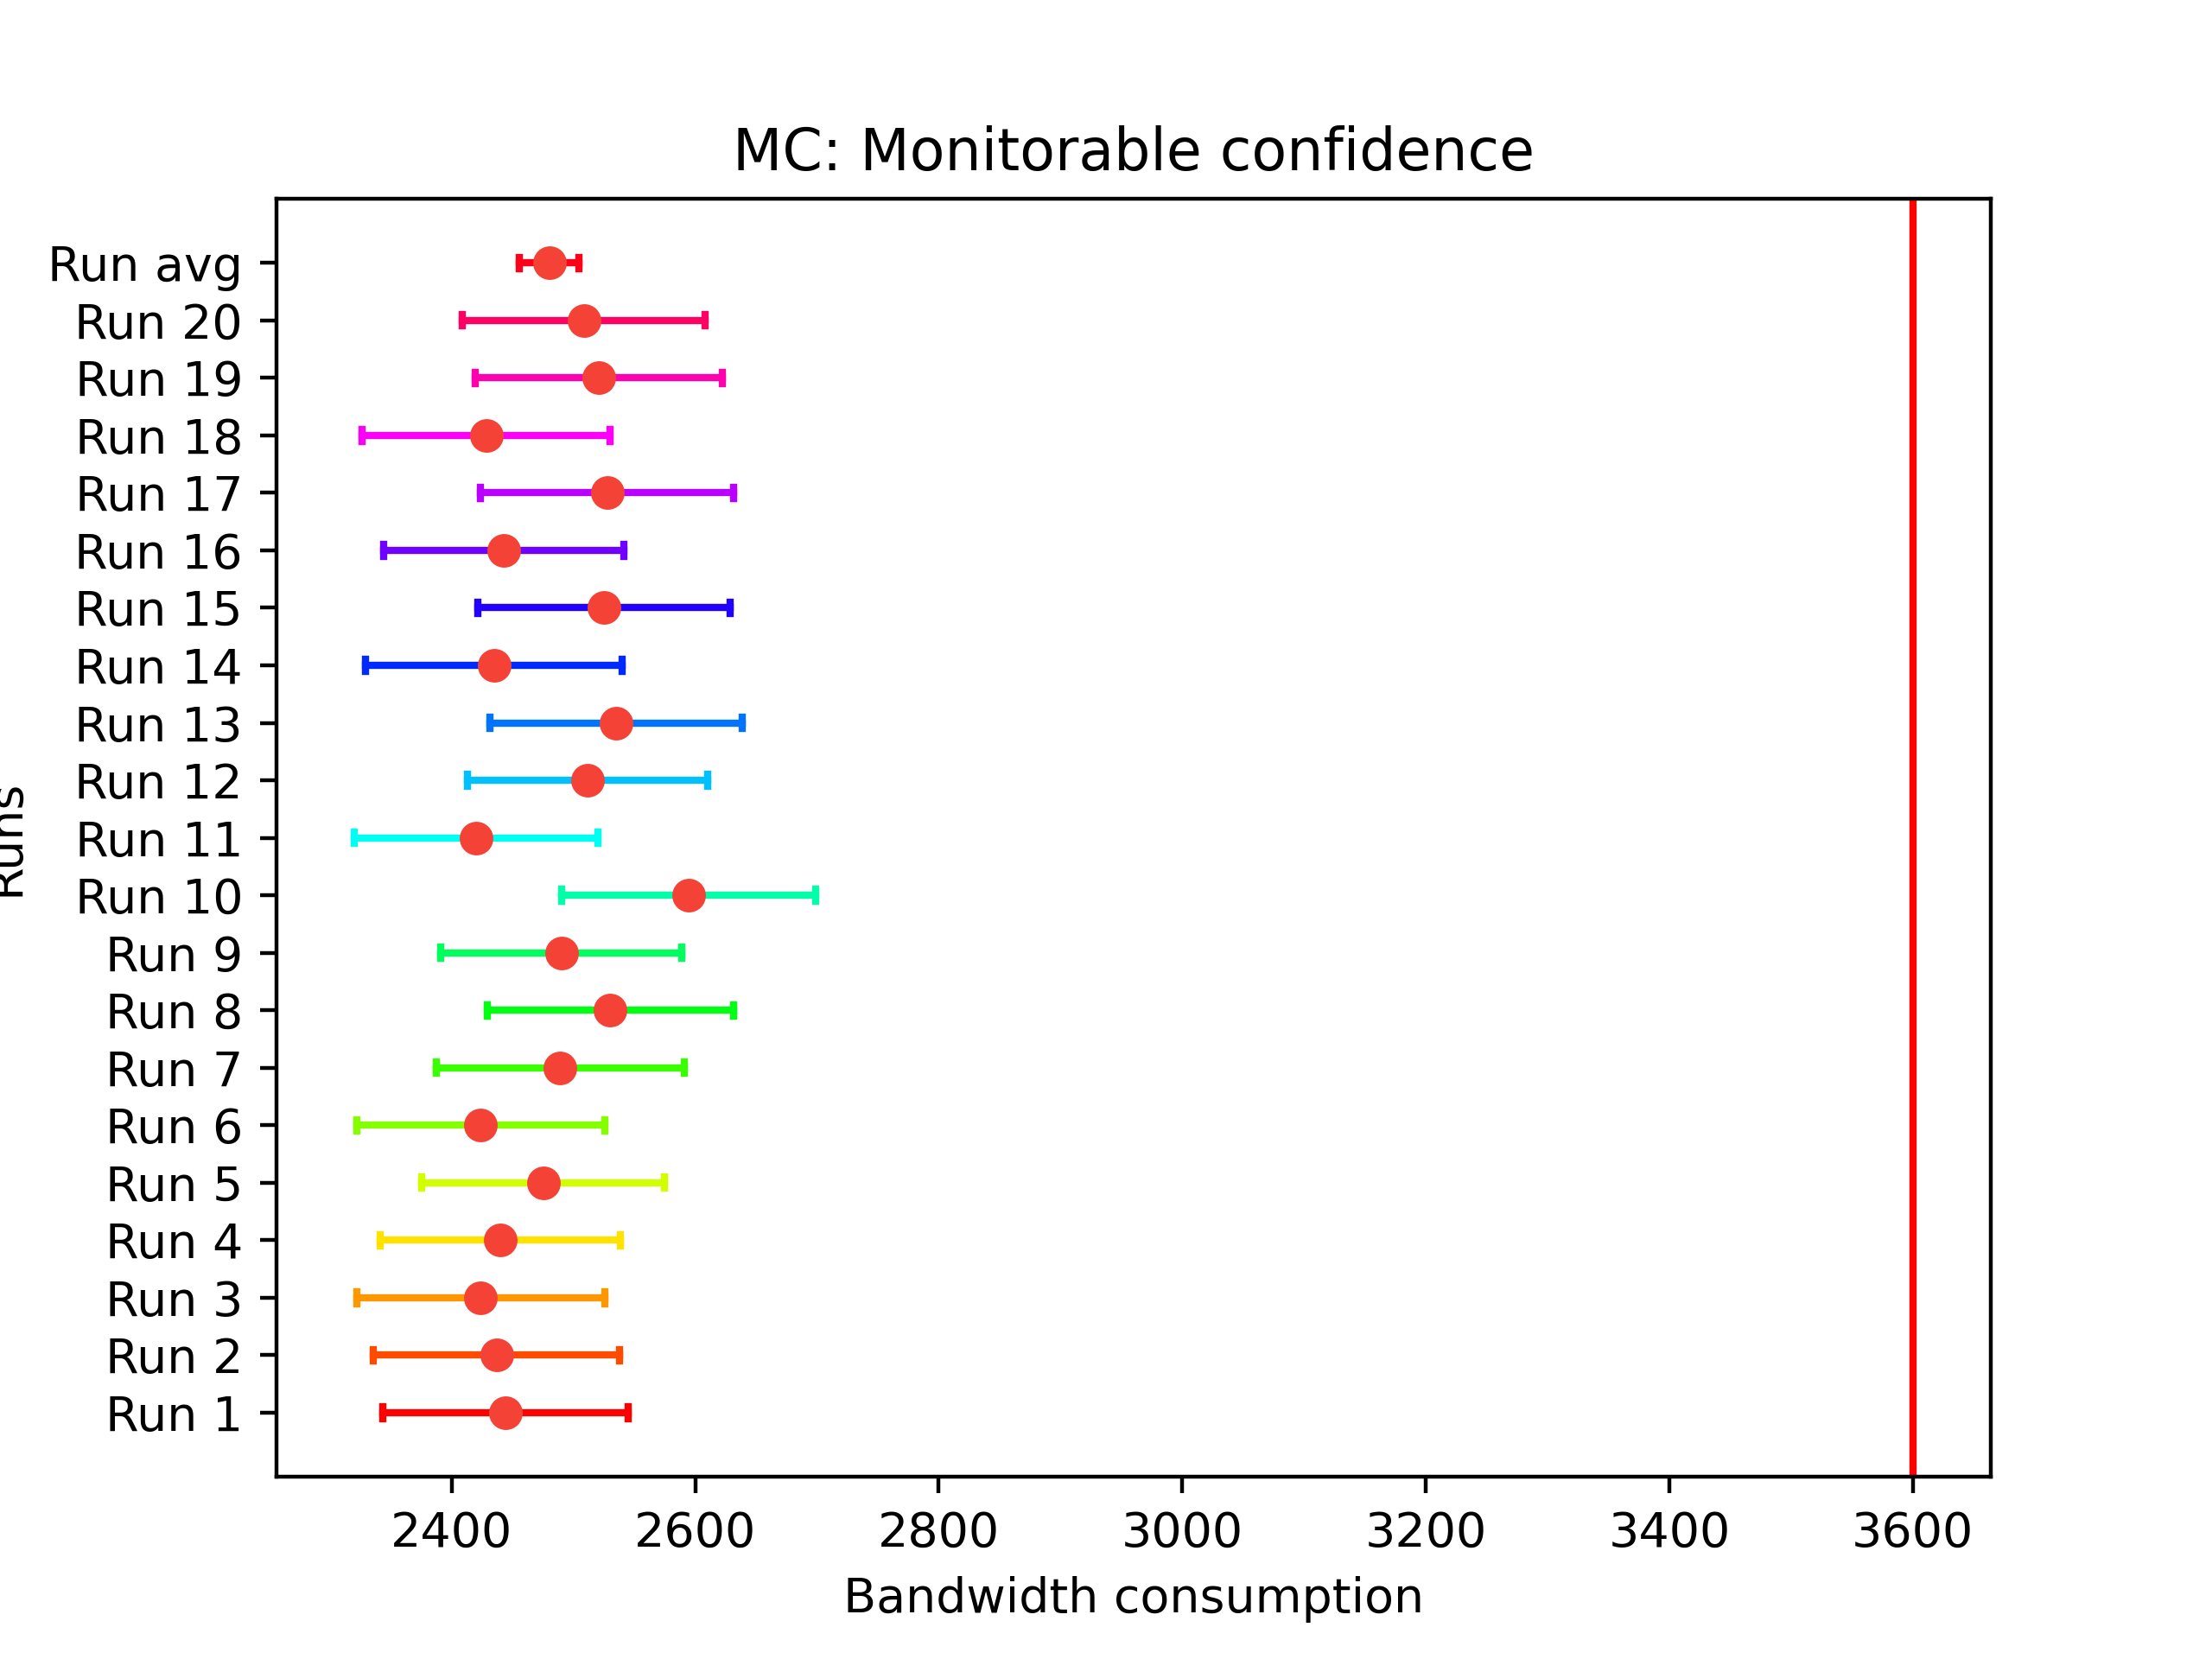 MC: Monitorable confidence
Run avg
Run 20
Run 19
Run 18
Run 17
Run 16
Run 15
Run 14
Run 13
Run 12
Run 11
Run 10
Run 9
Run 8
Run 7
Run 6
Run 5
Run 4
Run 3
Run 2
Run 1
Runs
2400 2600 2800 3000 3200 3400 3600
Bandwidth consumption